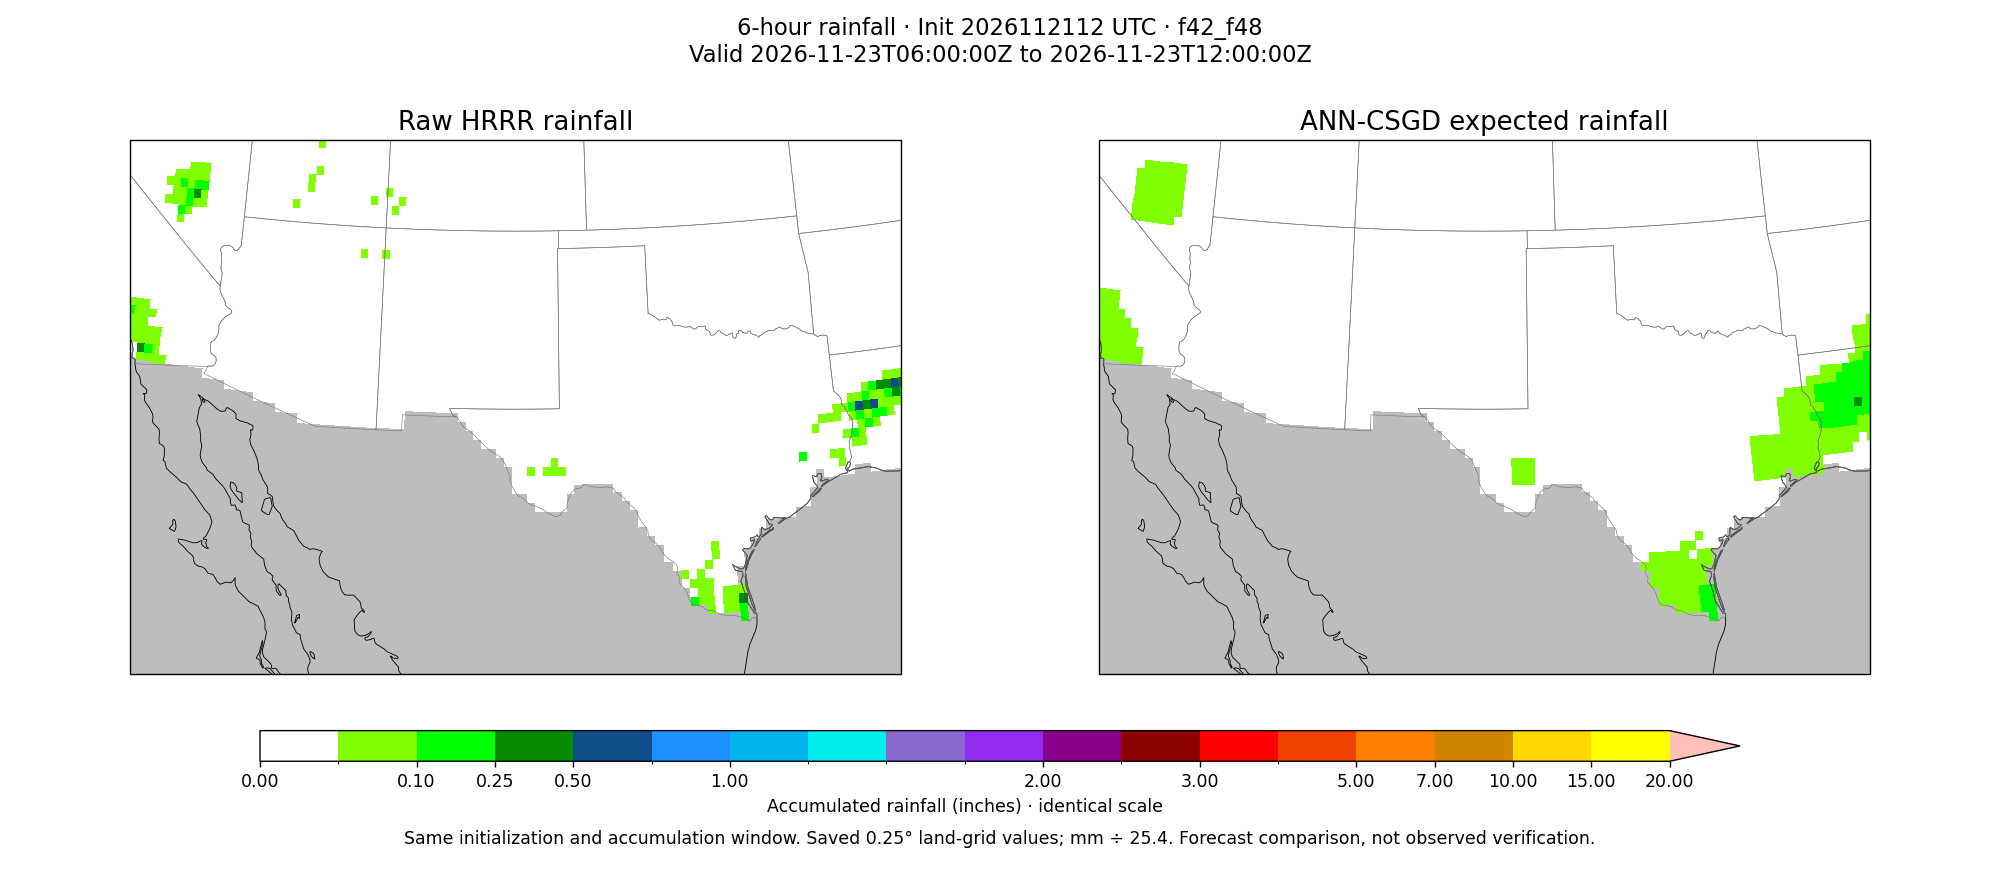 6-hour rainfall · Init 2026112112 UTC · f42_f48
Valid 2026-11-23T06:00:00Z to 2026-11-23T12:00:00Z
Raw HRRR rainfall
ANN-CSGD expected rainfall
0.00 0.10 0.25 0.50 1.00 2.00 3.00 5.00 7.00 10.00 15.00 20.00
Accumulated rainfall (inches) · identical scale
Same initialization and accumulation window. Saved 0.25° land-grid values; mm ÷ 25.4. Forecast comparison, not observed verification.